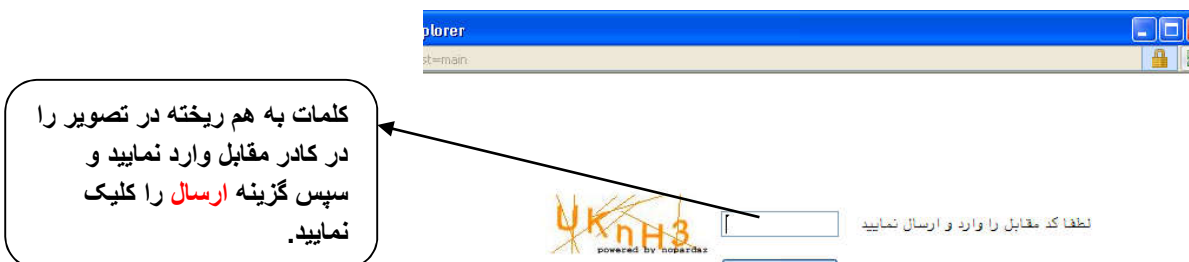 plorer
st=main
کلمات به هم ریخته در تصویر را
در کادر مقابل وارد نمایید و
سپس گزینه ارسال را کلیک
نمایید.
UKnH3
powered by nopardaz
لطفا کد مقابل را وارد و ارسال نمایید